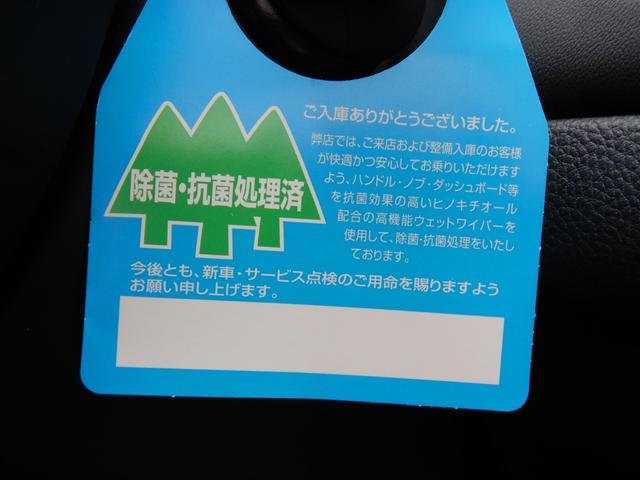 ご入庫ありがとうございました。
弊店では、ご来店および整備入庫のお客様
が快適かつ安心してお乗りいただけます
よう、ハンドル・ノブ・ダッシュボード等
を抗菌効果の高いヒノキチオール
配合の高機能ウェットワイパーを
使用して、除菌・抗菌処理をいたし
ております。
除菌・抗菌処理済
今後とも、新車・サービス点検のご用命を賜りますよう
お願い申し上げます。